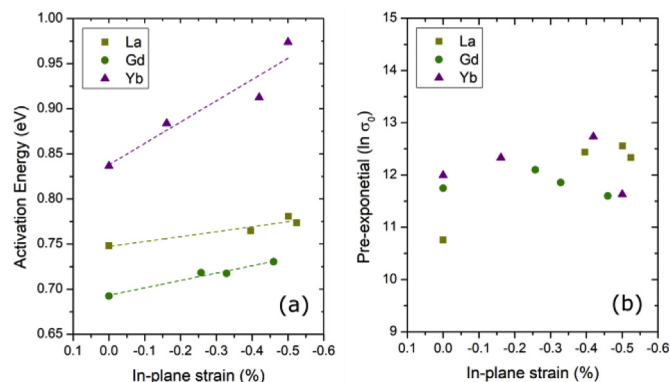 1.00
0.95
0.90
0.85
0.80
0.75
0.70
0.65
Activation Energy (eV)
La
Gd
Yb
(a)
0.1 0.0 -0.1 -0.2 -0.3 -0.4 -0.5 -0.6
In-plane strain (%)
15
14
13
12
11
10
9
Pre-exponetial (ln σ0)
La
Gd
Yb
(b)
0.1 0.0 -0.1 -0.2 -0.3 -0.4 -0.5 -0.6
In-plane strain (%)